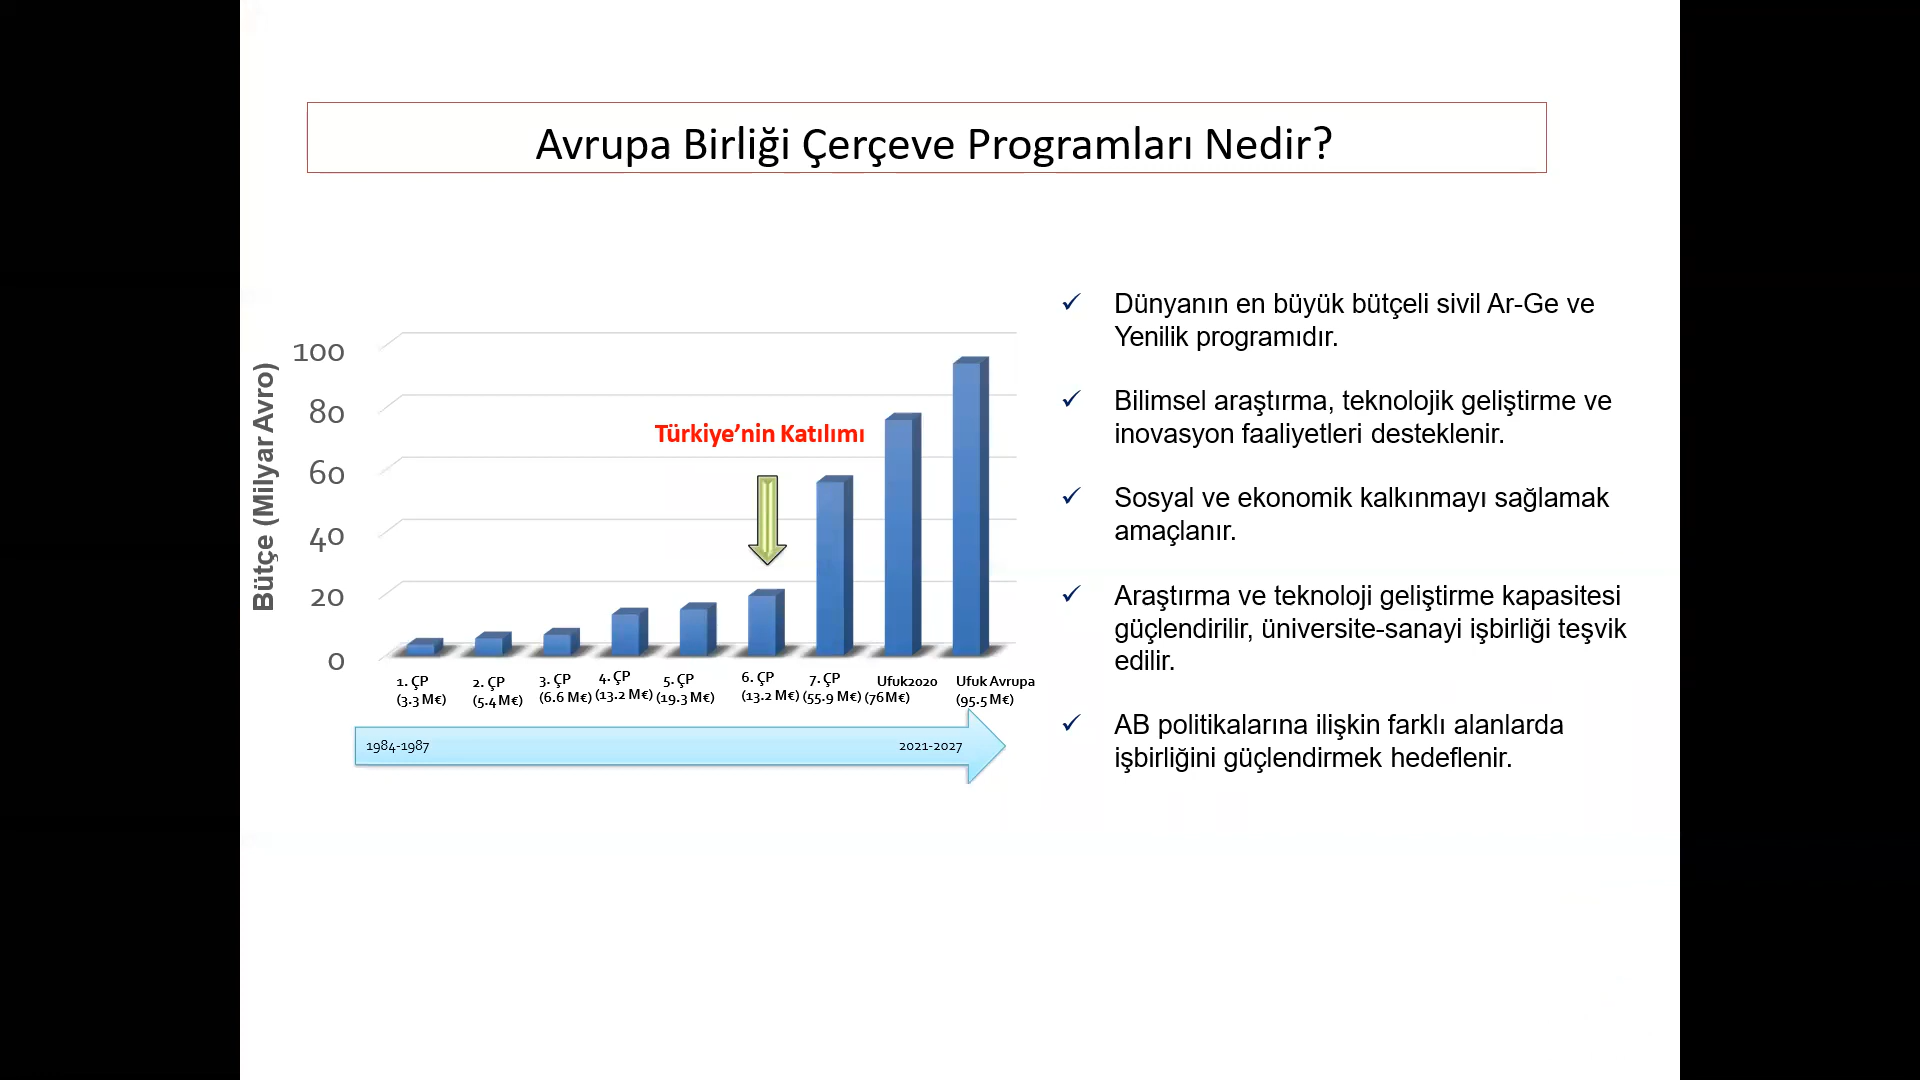 Avrupa Birliği Çerçeve Programları Nedir?
Bütçe (Milyar Avro)
100
80
60
40
20
0
Türkiye'nin Katılımı
1. ÇP
(3.3 M€)
2. ÇP
(5.4 M€)
3. ÇP
(6.6 M€)
4. ÇP
(13.2 M€)
5. ÇP
(19.3 M€)
6. ÇP
(13.2 M€)
7. ÇP
(55.9 M€)
Ufuk2020
(76M€)
Ufuk Avrupa
(95.5 M€)
1984-1987
2021-2027
✓ Dünyanın en büyük bütçeli sivil Ar-Ge ve
Yenilik programıdır.
✓ Bilimsel araştırma, teknolojik geliştirme ve
inovasyon faaliyetleri desteklenir.
✓ Sosyal ve ekonomik kalkınmayı sağlamak
amaçlanır.
✓ Araştırma ve teknoloji geliştirme kapasitesi
güçlendirilir, üniversite-sanayi işbirliği teşvik
edilir.
✓ AB politikalarına ilişkin farklı alanlarda
işbirliğini güçlendirmek hedeflenir.